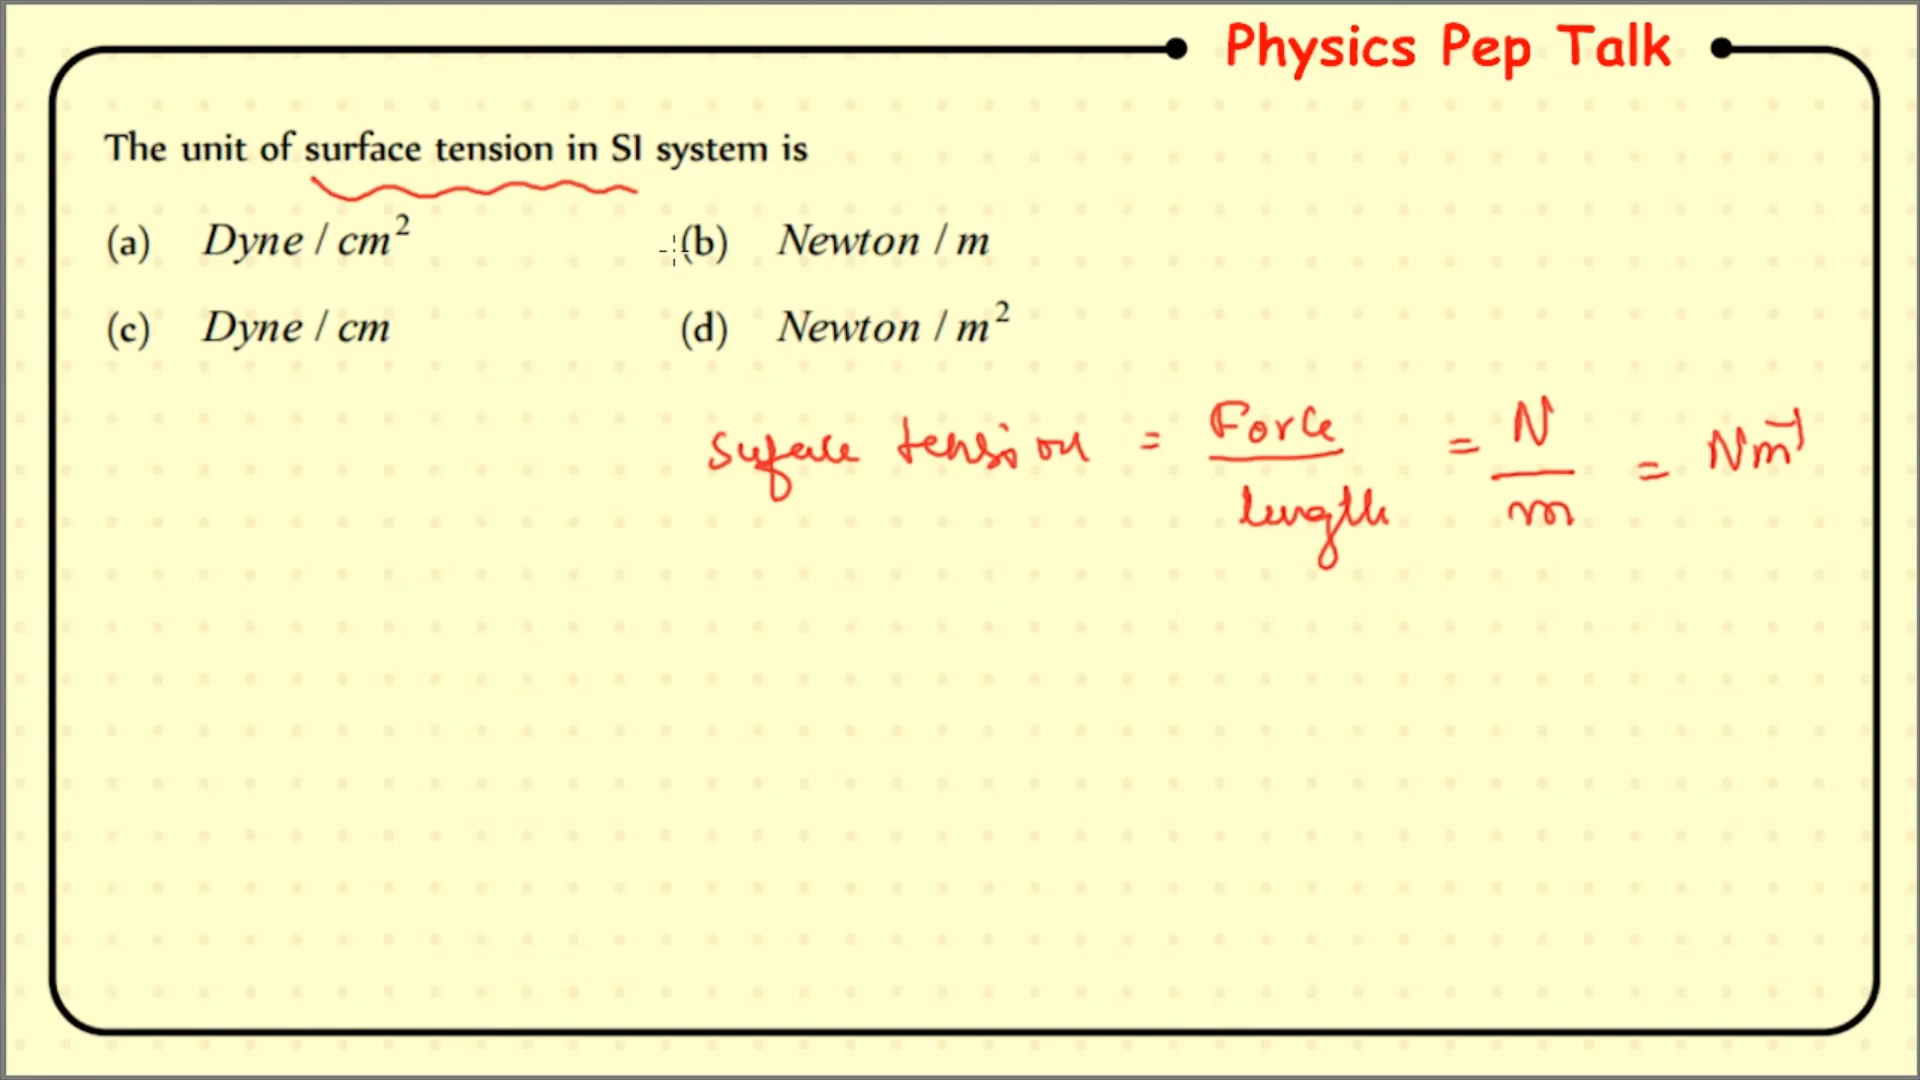 Physics Pep Talk
The unit of surface tension in SI system is
(a) Dyne / cm² (b) Newton / m
(c) Dyne / cm (d) Newton / m²
Surface tension = Force / length = N / m = Nm⁻¹